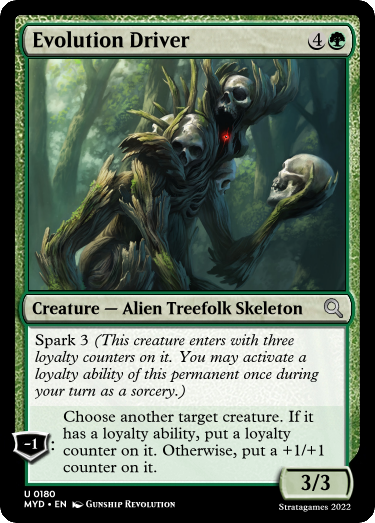 Evolution Driver 4
Creature — Alien Treefolk Skeleton
Spark 3 (This creature enters with three
loyalty counters on it. You may activate a
loyalty ability of this permanent once during
your turn as a sorcery.)
-1: Choose another target creature. If it
has a loyalty ability, put a loyalty
counter on it. Otherwise, put a +1/+1
counter on it.
3/3
U 0180
MYD • EN Gunship Revolution
Stratagames 2022